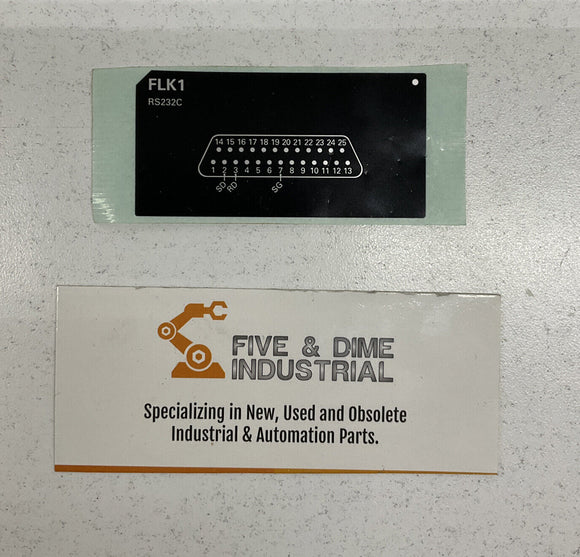 FLK1
RS232C
14 15 16 17 18 19 20 21 22 23 24 25
1 2 3 4 5 6 7 8 9 10 11 12 13
SD RD SG
FIVE & DIME
INDUSTRIAL
Specializing in New, Used and Obsolete
Industrial & Automation Parts.